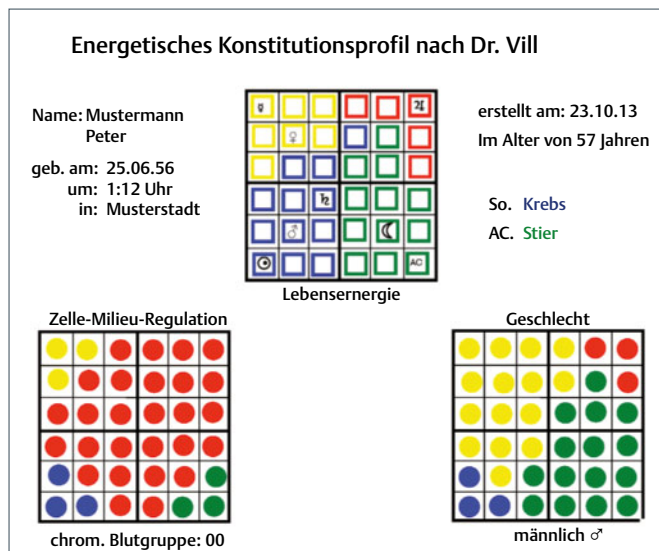 Energetisches Konstitutionsprofil nach Dr. Vill
Name: Mustermann
Peter
geb. am: 25.06.56
um: 1:12 Uhr
in: Musterstadt
☿
♃
♀
♄
♂
☾
☉
AC
erstellt am: 23.10.13
Im Alter von 57 Jahren
So. Krebs
AC. Stier
Lebensernergie
Zelle-Milieu-Regulation
Geschlecht
chrom. Blutgruppe: 00
männlich ♂